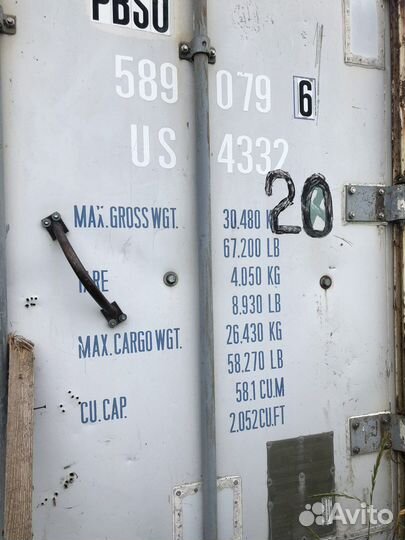 PBSU
589 079 6
US 4332
20
MAX. GROSS WGT. 30.480 K
67.200 LB
4.050 KG
8.930 LB
MAX. CARGO WGT. 26.430 KG
58.270 LB
CU. CAP. 58.1 CU.M
2.052 CU.FT
Avito